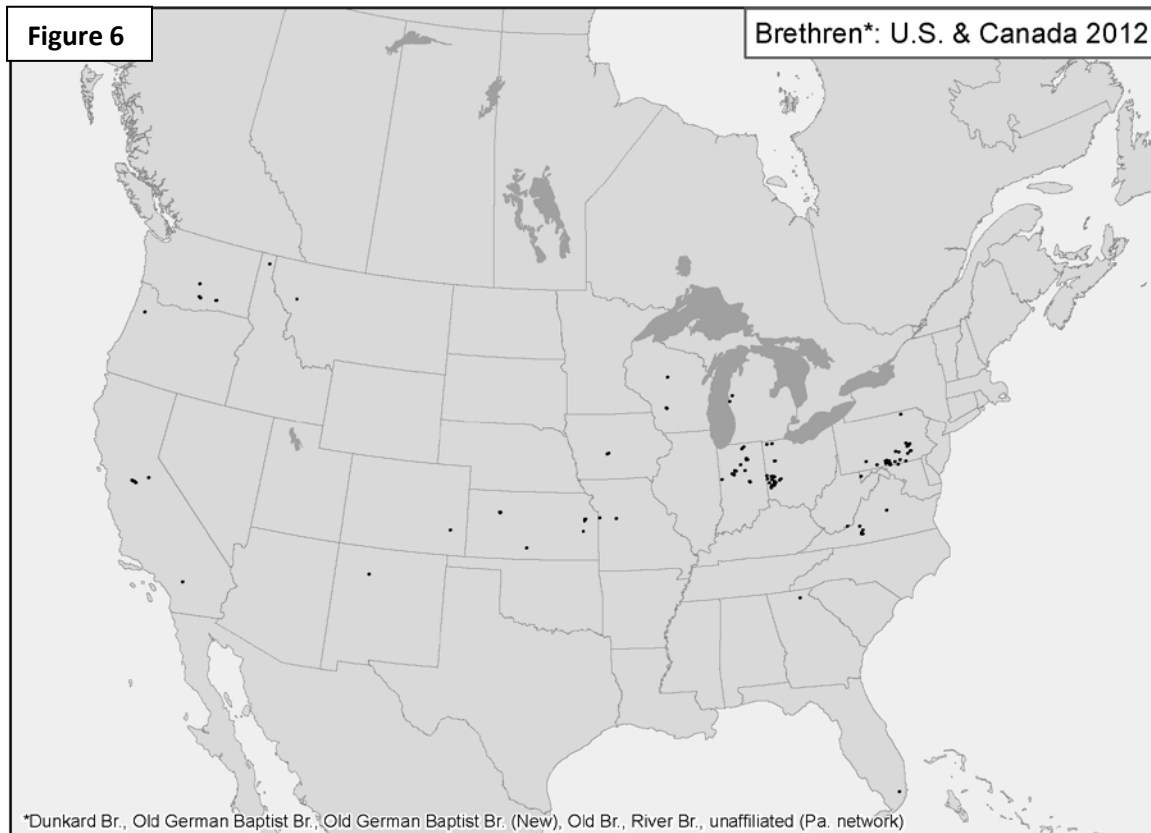 Figure 6
Brethren*: U.S. & Canada 2012
*Dunkard Br., Old German Baptist Br., Old German Baptist Br. (New), Old Br., River Br., unaffiliated (Pa. network)